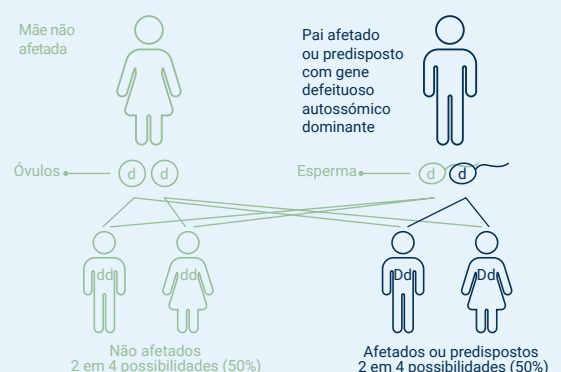 Mãe não
afetada
Pai afetado
ou predisposto
com gene
defeituoso
autossómico
dominante
Óvulos
d
d
Esperma
d
d
dd
dd
Dd
Dd
Não afetados
2 em 4 possibilidades (50%)
Afetados ou predispostos
2 em 4 possibilidades (50%)